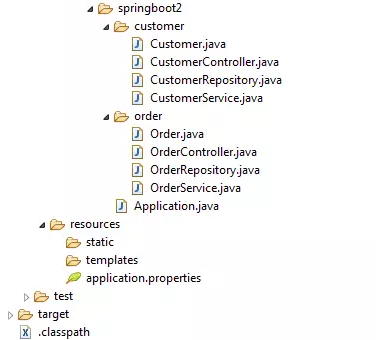 springboot2
customer
Customer.java
CustomerController.java
CustomerRepository.java
CustomerService.java
order
Order.java
OrderController.java
OrderRepository.java
OrderService.java
Application.java
resources
static
templates
application.properties
test
target
.classpath